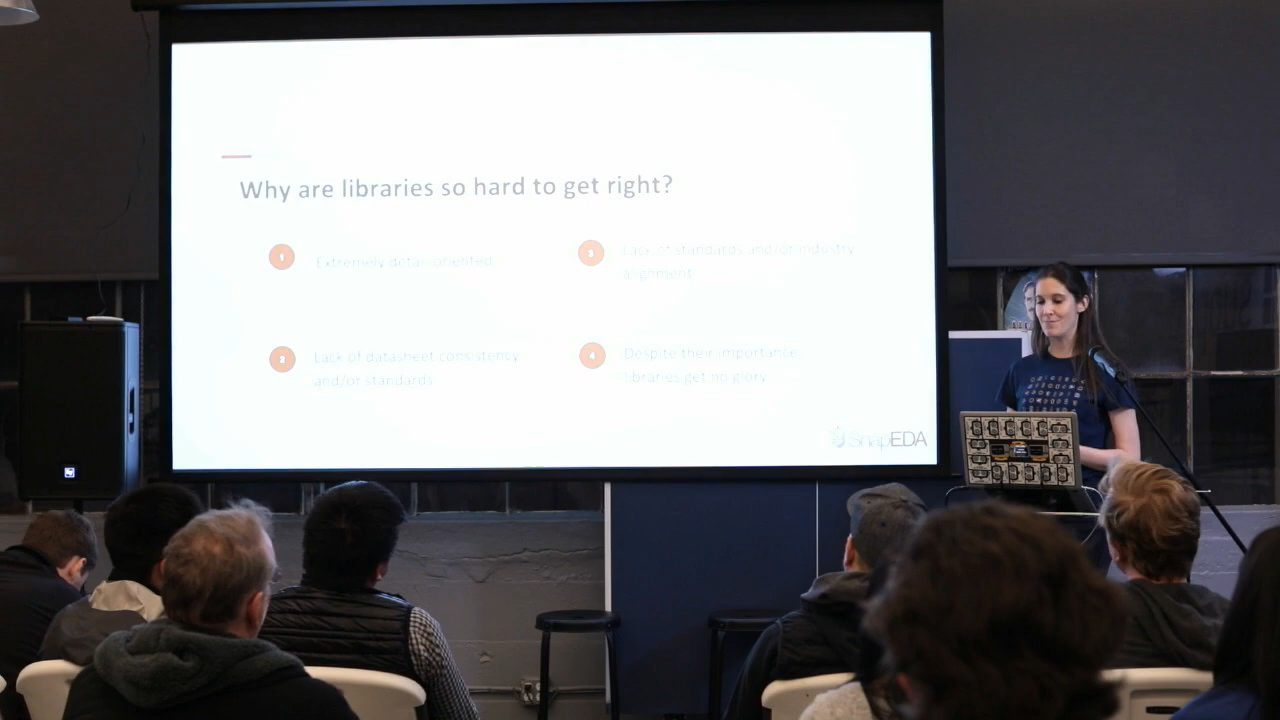 Why are libraries so hard to get right?
1
Extremely detail oriented
2
Lack of datasheet consistency
and/or standards
3
Lack of standards and/or industry
alignment
4
Despite their importance
libraries get no glory
SnapEDA